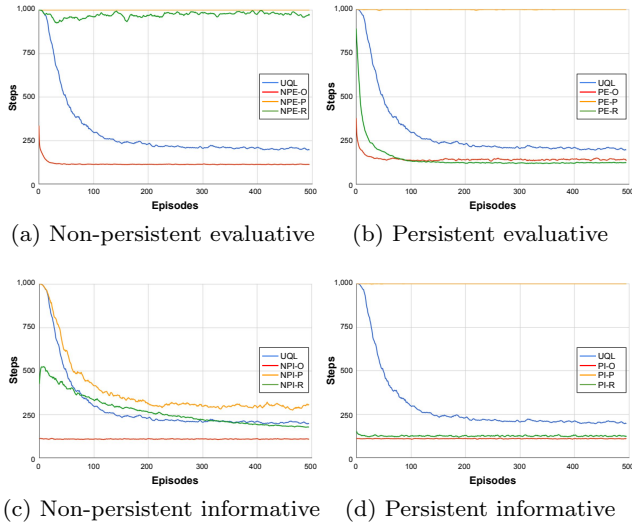 1,000
750
500
250
0
Steps
0
100
200
300
400
500
Episodes
UQL
NPE-O
NPE-P
NPE-R
(a) Non-persistent evaluative
1,000
750
500
250
0
Steps
0
100
200
300
400
500
Episodes
UQL
PE-O
PE-P
PE-R
(b) Persistent evaluative
1,000
750
500
250
0
Steps
0
100
200
300
400
500
Episodes
UQL
NPI-O
NPI-P
NPI-R
(c) Non-persistent informative
1,000
750
500
250
0
Steps
0
100
200
300
400
500
Episodes
UQL
PI-O
PI-P
PI-R
(d) Persistent informative